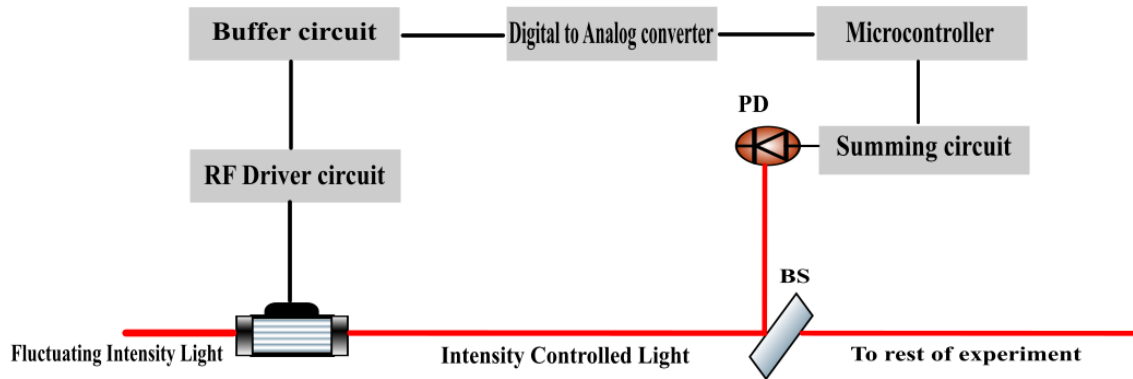 Buffer circuit
Digital to Analog converter
Microcontroller
PD
RF Driver circuit
Summing circuit
BS
Fluctuating Intensity Light
Intensity Controlled Light
To rest of experiment